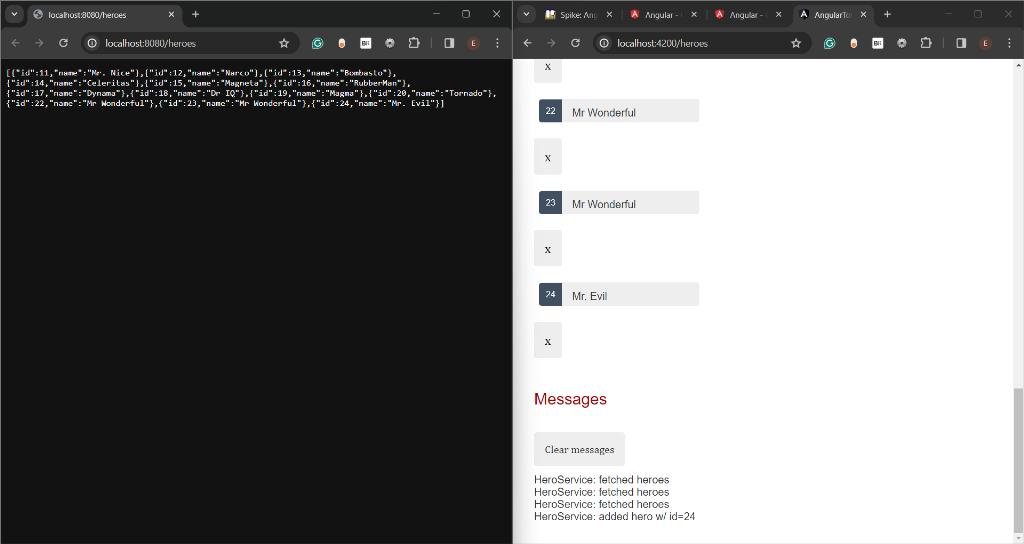 localhost:8080/heroes
localhost:8080/heroes
[{"id":11,"name":"Mr. Nice"},{"id":12,"name":"Narco"},{"id":13,"name":"Bombasto"},
{"id":14,"name":"Celeritas"},{"id":15,"name":"Magneta"},{"id":16,"name":"RubberMan"},
{"id":17,"name":"Dynama"},{"id":18,"name":"Dr IQ"},{"id":19,"name":"Magma"},{"id":20,"name":"Tornado"},
{"id":22,"name":"Mr Wonderful"},{"id":23,"name":"Mr Wonderful"},{"id":24,"name":"Mr. Evil"}]
E
Spike: Ang
Angular -
Angular -
AngularTo
localhost:4200/heroes
E
x
22 Mr Wonderful
x
23 Mr Wonderful
x
24 Mr. Evil
x
Messages
Clear messages
HeroService: fetched heroes
HeroService: fetched heroes
HeroService: fetched heroes
HeroService: added hero w/ id=24